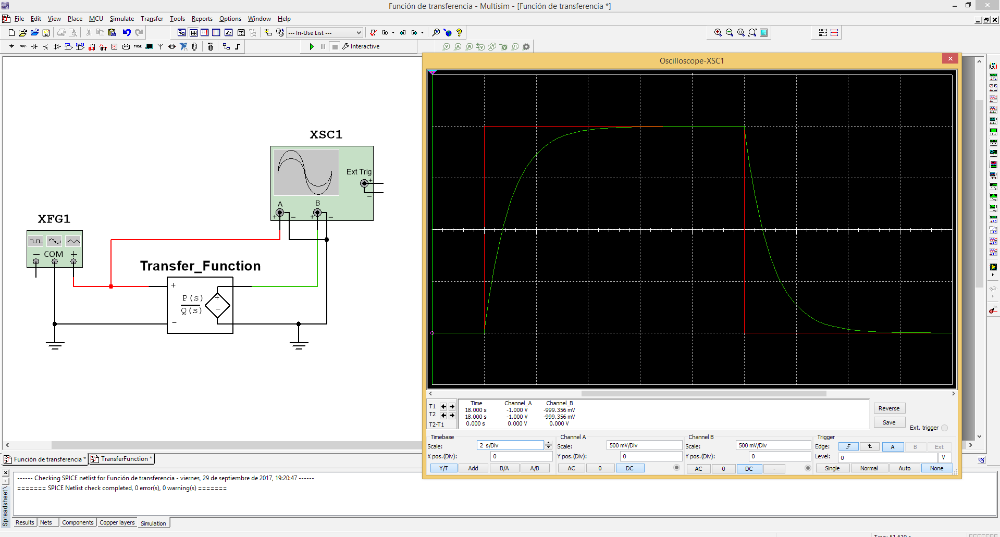 Función de transferencia - Multisim - [Función de transferencia *]
File Edit View Place MCU Simulate Transfer Tools Reports Options Window Help
--- In-Use List ---
Interactive
Oscilloscope-XSC1
XSC1
Ext Trig
+
−
A
B
+ − + −
XFG1
− COM +
Transfer_Function
+
P(s)
Q(s)
+
−
−
T1
T2
T2-T1
Time Channel_A Channel_B
18.000 s -1.000 V -999.356 mV
18.000 s -1.000 V -999.356 mV
0.000 s 0.000 V 0.000 V
Reverse
Save
Ext. trigger
Timebase
Scale: 2 s/Div
X pos.(Div): 0
Y/T Add B/A A/B
Channel A
Scale: 500 mV/Div
Y pos.(Div): 0
AC 0 DC
Channel B
Scale: 500 mV/Div
Y pos.(Div): 0
AC 0 DC -
Trigger
Edge: A B Ext
Level: 0 V
Single Normal Auto None
Función de transferencia * TransferFunction *
------ Checking SPICE netlist for Función de transferencia - viernes, 29 de septiembre de 2017, 19:20:47 ------
======= SPICE Netlist check completed, 0 error(s), 0 warning(s) =======
Spreadsheet \
Results Nets Components Copper layers Simulation